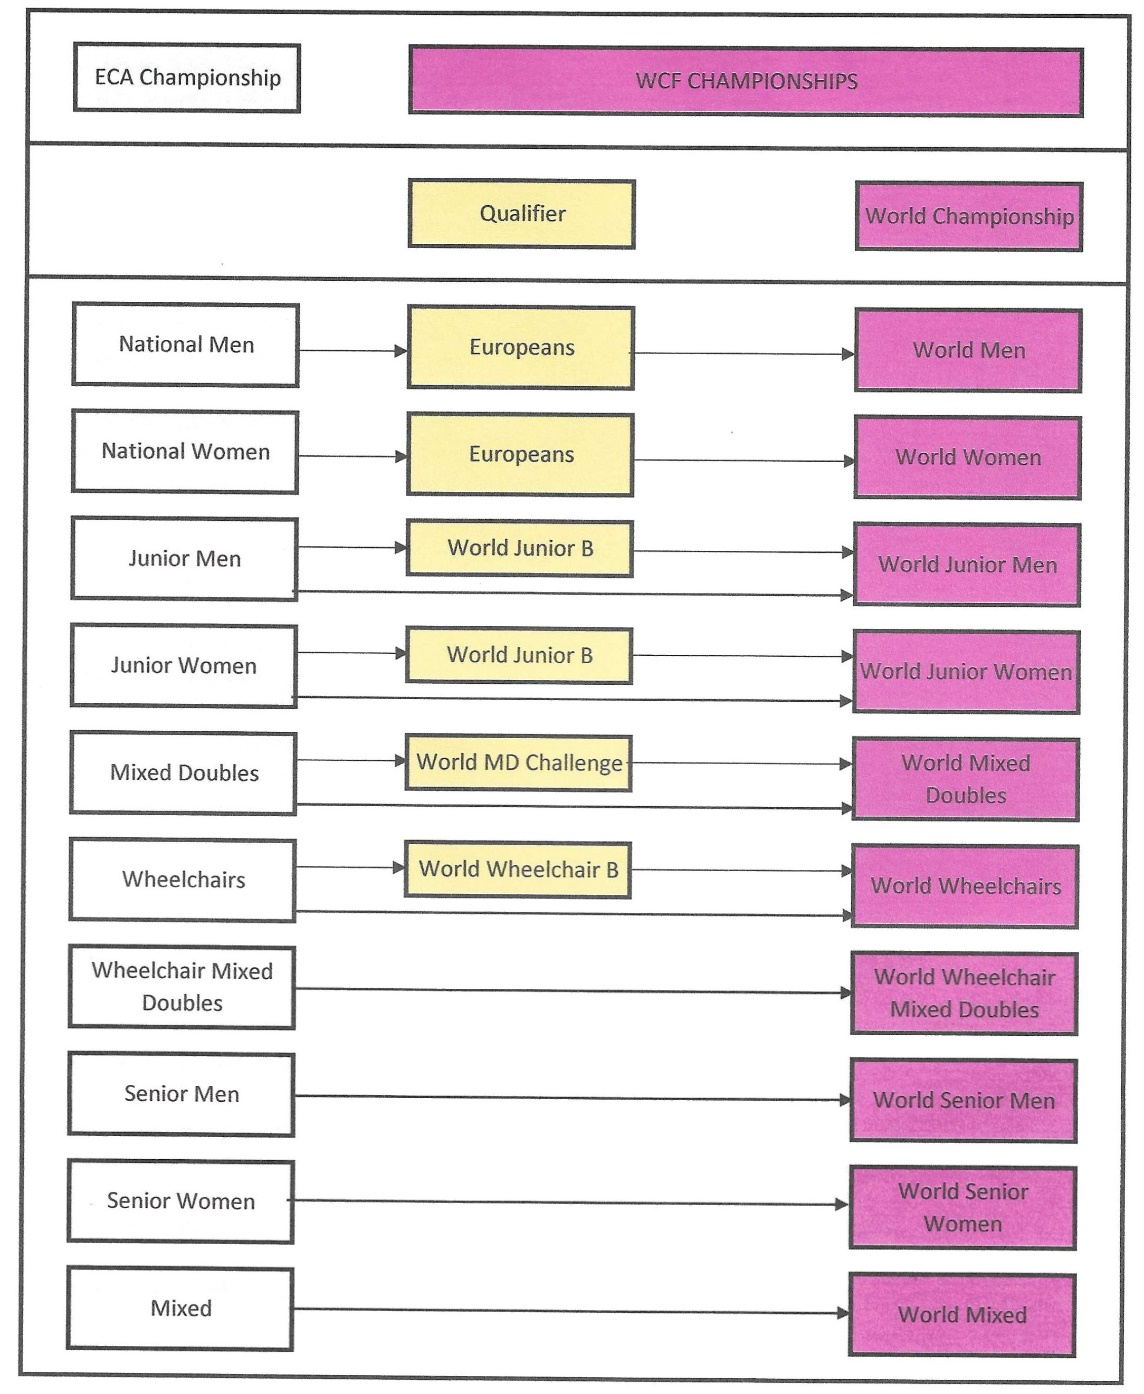 ECA Championship
WCF CHAMPIONSHIPS
Qualifier
World Championship
National Men
Europeans
World Men
National Women
Europeans
World Women
Junior Men
World Junior B
World Junior Men
Junior Women
World Junior B
World Junior Women
Mixed Doubles
World MD Challenge
World Mixed
Doubles
Wheelchairs
World Wheelchair B
World Wheelchairs
Wheelchair Mixed
Doubles
World Wheelchair
Mixed Doubles
Senior Men
World Senior Men
Senior Women
World Senior
Women
Mixed
World Mixed